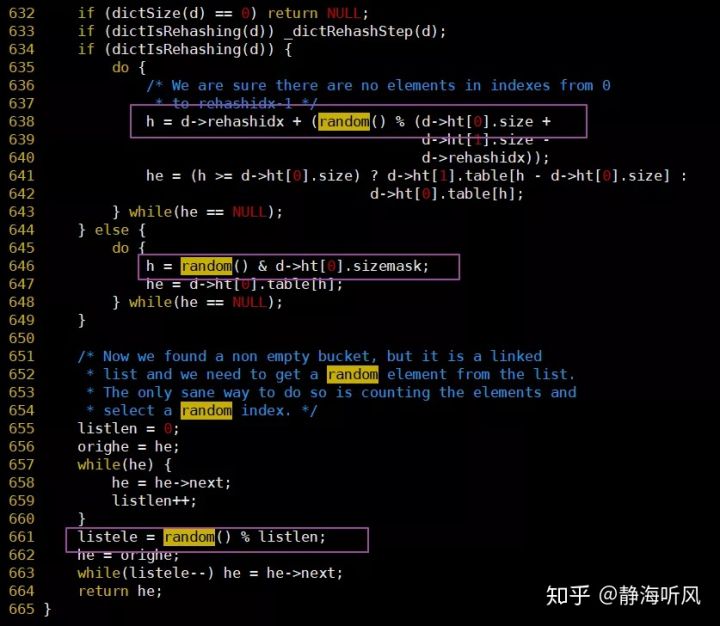 632     if (dictSize(d) == 0) return NULL;
633     if (dictIsRehashing(d)) _dictRehashStep(d);
634     if (dictIsRehashing(d)) {
635         do {
636             /* We are sure there are no elements in indexes from 0
637              * to rehashidx-1 */
638             h = d->rehashidx + (random() % (d->ht[0].size +
639                                             d->ht[1].size -
640                                             d->rehashidx));
641             he = (h >= d->ht[0].size) ? d->ht[1].table[h - d->ht[0].size] :
642                                       d->ht[0].table[h];
643         } while(he == NULL);
644     } else {
645         do {
646             h = random() & d->ht[0].sizemask;
647             he = d->ht[0].table[h];
648         } while(he == NULL);
649     }
650
651     /* Now we found a non empty bucket, but it is a linked
652      * list and we need to get a random element from the list.
653      * The only sane way to do so is counting the elements and
654      * select a random index. */
655     listlen = 0;
656     orighe = he;
657     while(he) {
658         he = he->next;
659         listlen++;
660     }
661     listele = random() % listlen;
662     he = orighe;
663     while(listele--) he = he->next;
664     return he;
665 }
知乎 @静海听风